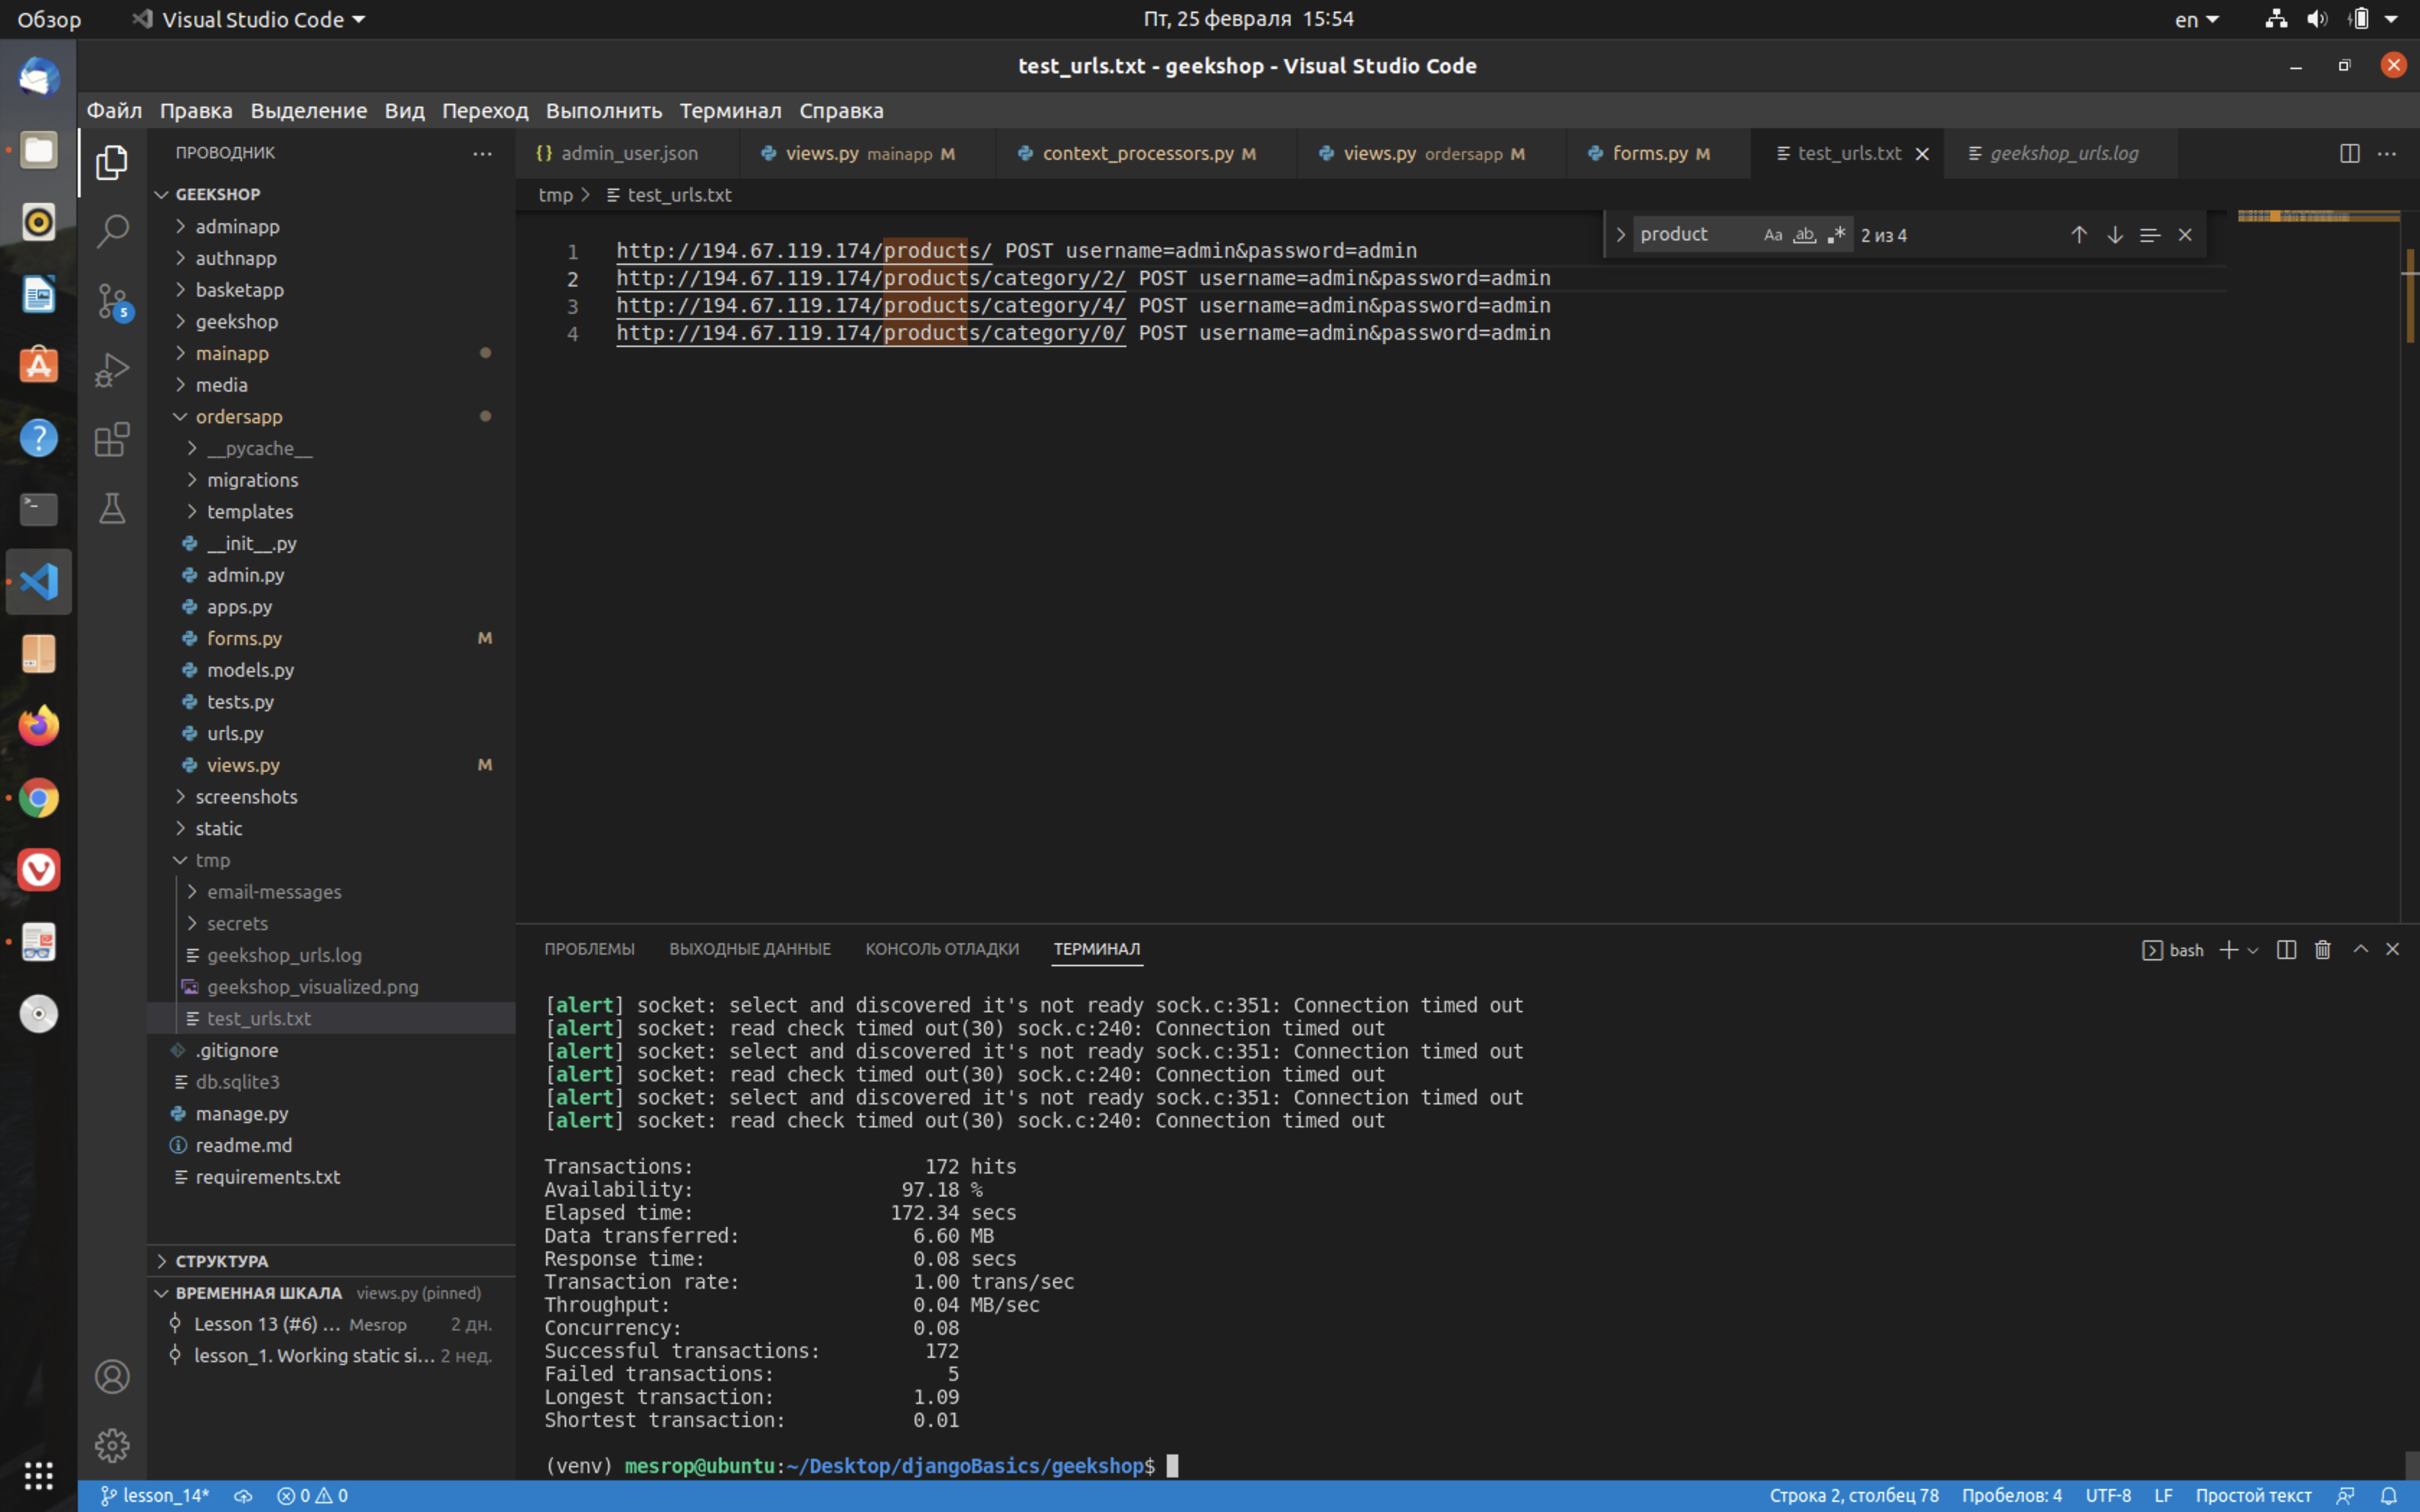 Обзор
Visual Studio Code
Пт, 25 февраля 15:54
en
test_urls.txt - geekshop - Visual Studio Code
Файл Правка Выделение Вид Переход Выполнить Терминал Справка
ПРОВОДНИК
GEEKSHOP
adminapp
authnapp
basketapp
geekshop
mainapp
media
ordersapp
__pycache__
migrations
templates
__init__.py
admin.py
apps.py
forms.py M
models.py
tests.py
urls.py
views.py M
screenshots
static
tmp
email-messages
secrets
geekshop_urls.log
geekshop_visualized.png
test_urls.txt
.gitignore
db.sqlite3
manage.py
readme.md
requirements.txt
СТРУКТУРА
ВРЕМЕННАЯ ШКАЛА views.py (pinned)
Lesson 13 (#6) ... Mesrop 2 дн.
lesson_1. Working static si... 2 нед.
5
{} admin_user.json
views.py mainapp M
context_processors.py M
views.py ordersapp M
forms.py M
test_urls.txt
geekshop_urls.log
tmp > test_urls.txt
product Aa ab 2 из 4
1 http://194.67.119.174/products/ POST username=admin&password=admin
2 http://194.67.119.174/products/category/2/ POST username=admin&password=admin
3 http://194.67.119.174/products/category/4/ POST username=admin&password=admin
4 http://194.67.119.174/products/category/0/ POST username=admin&password=admin
ПРОБЛЕМЫ ВЫХОДНЫЕ ДАННЫЕ КОНСОЛЬ ОТЛАДКИ ТЕРМИНАЛ
bash
[alert] socket: select and discovered it's not ready sock.c:351: Connection timed out
[alert] socket: read check timed out(30) sock.c:240: Connection timed out
[alert] socket: select and discovered it's not ready sock.c:351: Connection timed out
[alert] socket: read check timed out(30) sock.c:240: Connection timed out
[alert] socket: select and discovered it's not ready sock.c:351: Connection timed out
[alert] socket: read check timed out(30) sock.c:240: Connection timed out
Transactions: 172 hits
Availability: 97.18 %
Elapsed time: 172.34 secs
Data transferred: 6.60 MB
Response time: 0.08 secs
Transaction rate: 1.00 trans/sec
Throughput: 0.04 MB/sec
Concurrency: 0.08
Successful transactions: 172
Failed transactions: 5
Longest transaction: 1.09
Shortest transaction: 0.01
(venv) mesrop@ubuntu:~/Desktop/djangoBasics/geekshop$
lesson_14* 0 0
Строка 2, столбец 78 Пробелов: 4 UTF-8 LF Простой текст